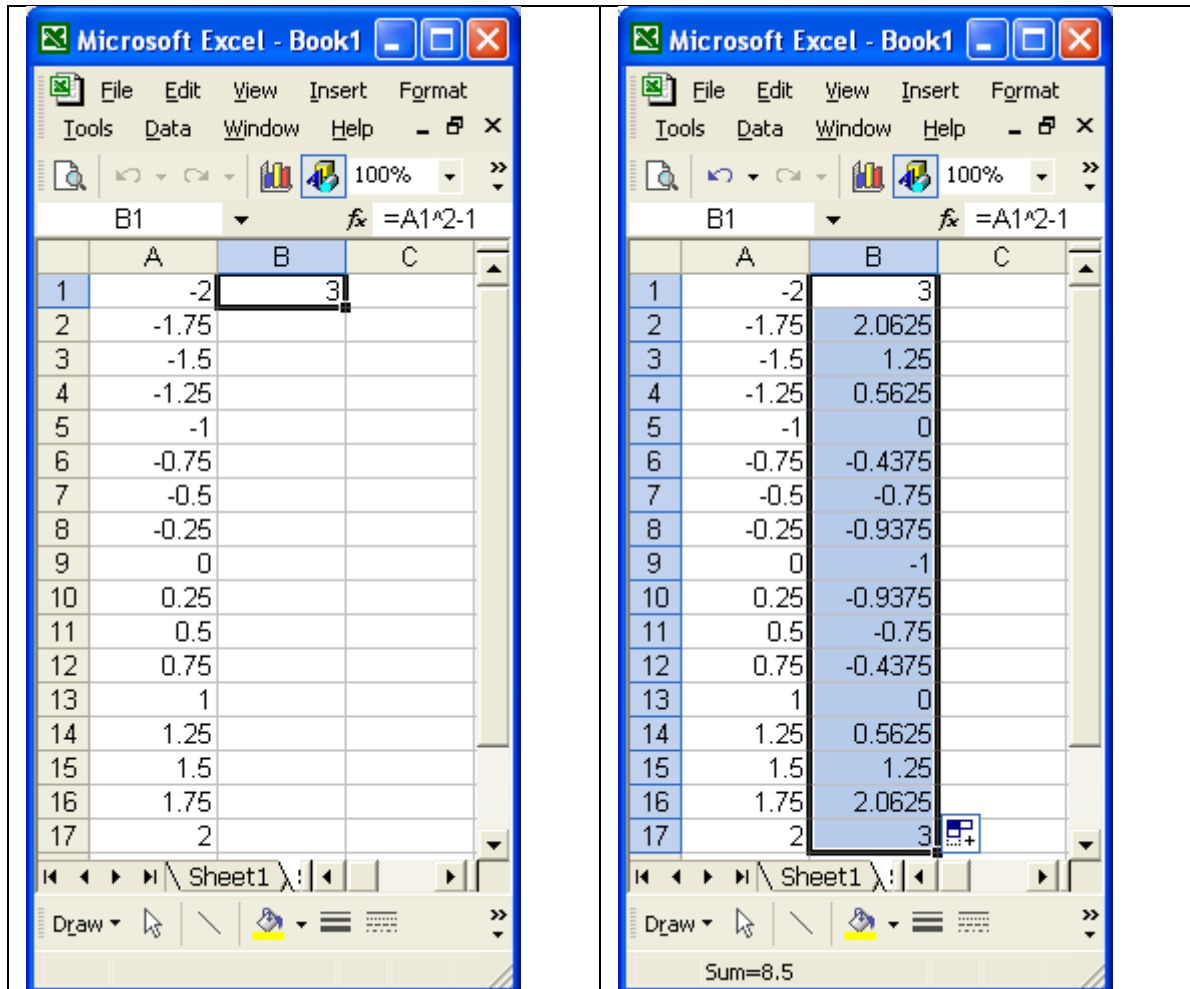 Microsoft Excel - Book1
File Edit View Insert Format
Tools Data Window Help
100%
B1 fx =A1^2-1
A B C
1 -2 3
2 -1.75
3 -1.5
4 -1.25
5 -1
6 -0.75
7 -0.5
8 -0.25
9 0
10 0.25
11 0.5
12 0.75
13 1
14 1.25
15 1.5
16 1.75
17 2
Sheet1
Draw
Microsoft Excel - Book1
File Edit View Insert Format
Tools Data Window Help
100%
B1 fx =A1^2-1
A B C
1 -2 3
2 -1.75 2.0625
3 -1.5 1.25
4 -1.25 0.5625
5 -1 0
6 -0.75 -0.4375
7 -0.5 -0.75
8 -0.25 -0.9375
9 0 -1
10 0.25 -0.9375
11 0.5 -0.75
12 0.75 -0.4375
13 1 0
14 1.25 0.5625
15 1.5 1.25
16 1.75 2.0625
17 2 3
Sheet1
Draw
Sum=8.5